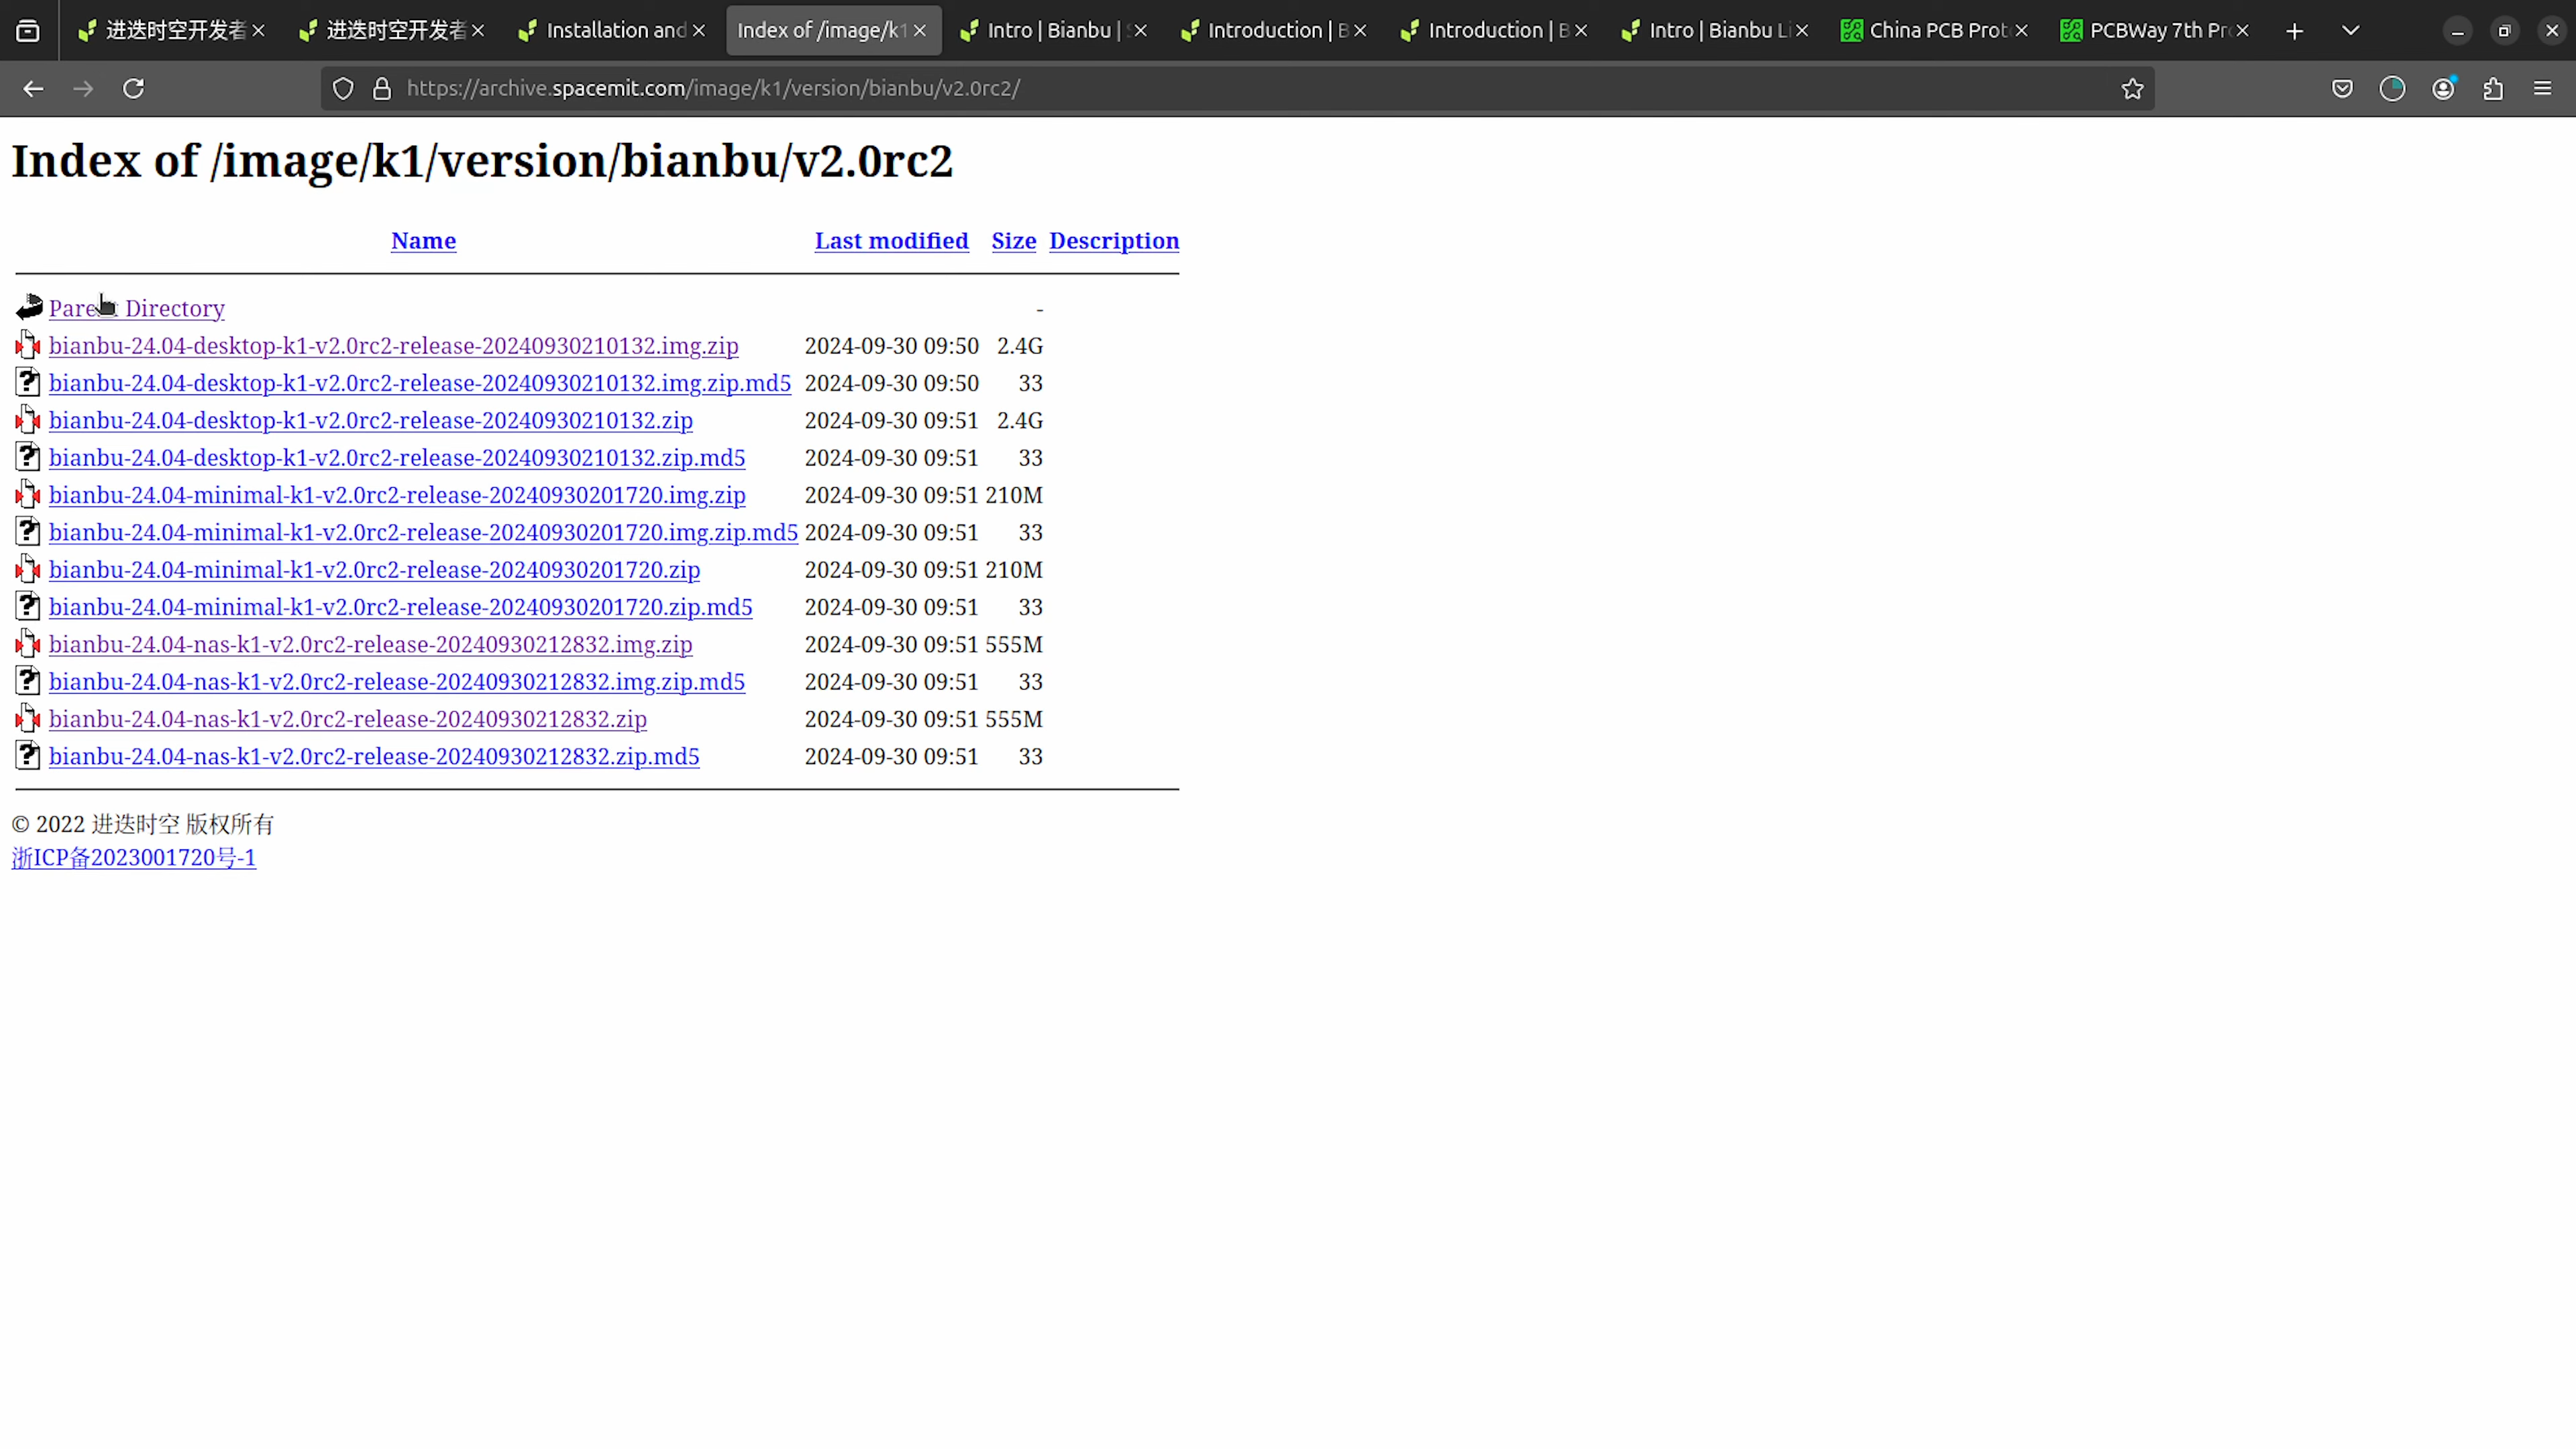 进迭时空开发者
进迭时空开发者
Installation and
Index of /image/k1
Intro | Bianbu | S
Introduction | B
Introduction | B
Intro | Bianbu Li
China PCB Prot
PCBWay 7th Pr
https://archive.spacemit.com/image/k1/version/bianbu/v2.0rc2/
Index of /image/k1/version/bianbu/v2.0rc2
Name Last modified Size Description
Parent Directory -
bianbu-24.04-desktop-k1-v2.0rc2-release-20240930210132.img.zip 2024-09-30 09:50 2.4G
bianbu-24.04-desktop-k1-v2.0rc2-release-20240930210132.img.zip.md5 2024-09-30 09:50 33
bianbu-24.04-desktop-k1-v2.0rc2-release-20240930210132.zip 2024-09-30 09:51 2.4G
bianbu-24.04-desktop-k1-v2.0rc2-release-20240930210132.zip.md5 2024-09-30 09:51 33
bianbu-24.04-minimal-k1-v2.0rc2-release-20240930201720.img.zip 2024-09-30 09:51 210M
bianbu-24.04-minimal-k1-v2.0rc2-release-20240930201720.img.zip.md5 2024-09-30 09:51 33
bianbu-24.04-minimal-k1-v2.0rc2-release-20240930201720.zip 2024-09-30 09:51 210M
bianbu-24.04-minimal-k1-v2.0rc2-release-20240930201720.zip.md5 2024-09-30 09:51 33
bianbu-24.04-nas-k1-v2.0rc2-release-20240930212832.img.zip 2024-09-30 09:51 555M
bianbu-24.04-nas-k1-v2.0rc2-release-20240930212832.img.zip.md5 2024-09-30 09:51 33
bianbu-24.04-nas-k1-v2.0rc2-release-20240930212832.zip 2024-09-30 09:51 555M
bianbu-24.04-nas-k1-v2.0rc2-release-20240930212832.zip.md5 2024-09-30 09:51 33
© 2022 进迭时空 版权所有
浙ICP备2023001720号-1